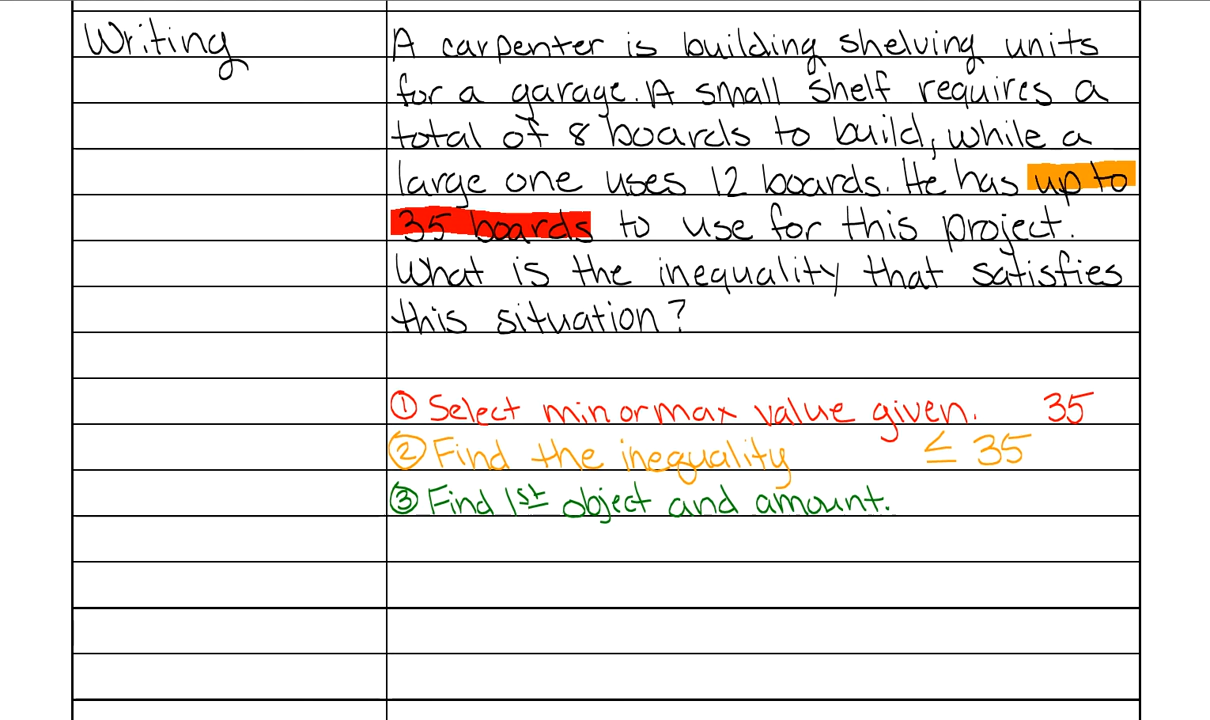 Writing
A carpenter is building shelving units
for a garage. A small shelf requires a
total of 8 boards to build, while a
large one uses 12 boards. He has up to
35 boards to use for this project.
What is the inequality that satisfies
this situation?
① Select min or max value given. 35
② Find the inequality ≤ 35
③ Find 1st object and amount.